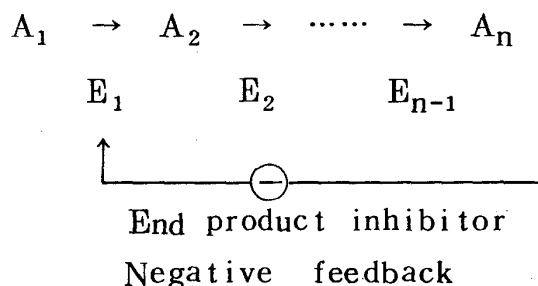 A₁ → A₂ → ...... → Aₙ
E₁ E₂ Eₙ₋₁
−
End product inhibitor
Negative feedback